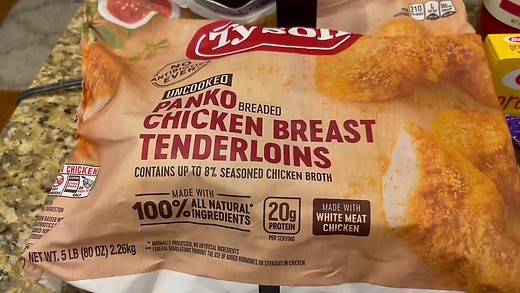 Tyson
210
NO
ANTIBIOTICS
EVER
UNCOOKED
PANKO BREADED
CHICKEN BREAST
TENDERLOINS
CONTAINS UP TO 8% SEASONED CHICKEN BROTH
CHICKEN
MADE WITH
100% ALL NATURAL*
INGREDIENTS
20g
PROTEIN
PER SERVING
MADE WITH
WHITE MEAT
CHICKEN
NET WT. 5 LB (80 OZ) 2.26kg
* MINIMALLY PROCESSED, NO ARTIFICIAL INGREDIENTS
** FEDERAL REGULATIONS PROHIBIT THE USE OF ADDED HORMONES OR STEROIDS IN CHICKEN